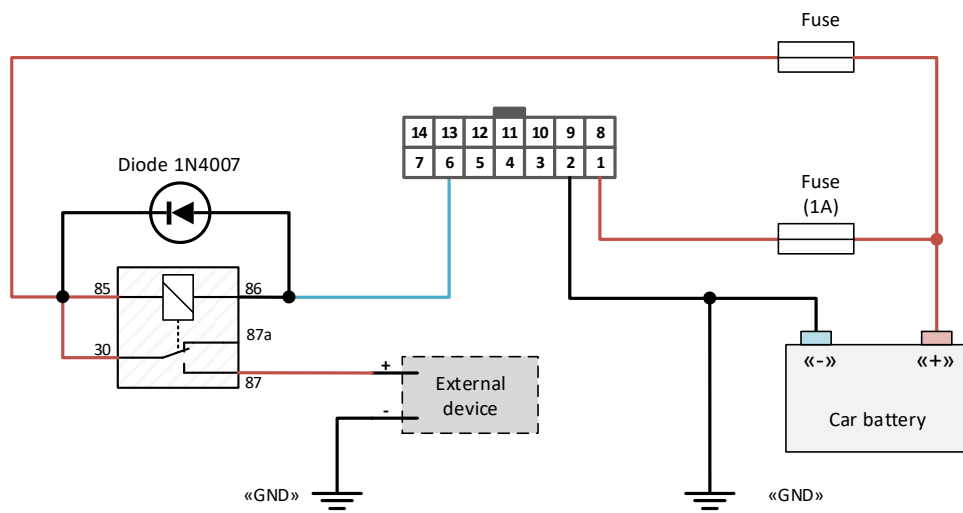 Fuse
14 13 12 11 10 9 8
7 6 5 4 3 2 1
Diode 1N4007
Fuse
(1A)
85
86
87a
30
87
«-»
«+»
+
External
device
-
Car battery
«GND»
«GND»